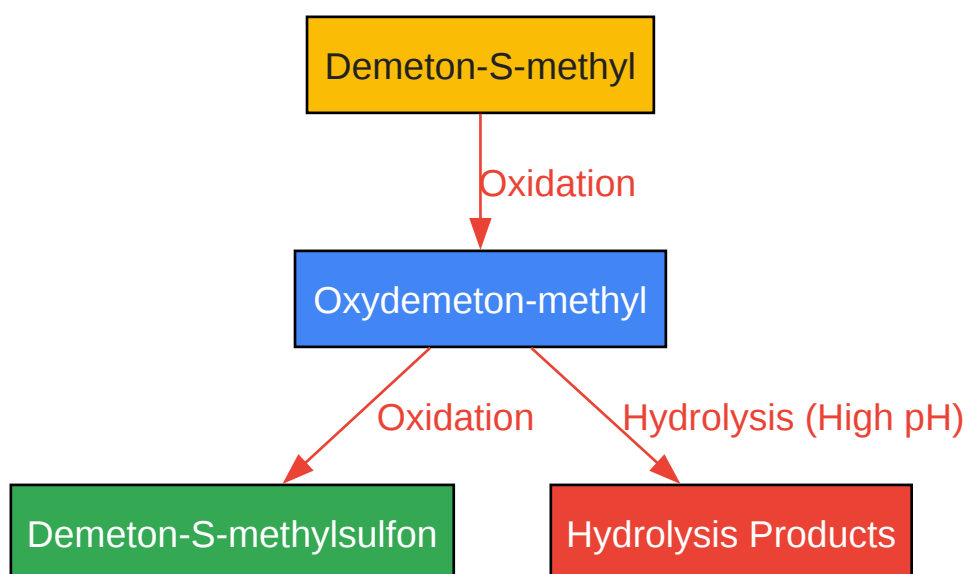 Demeton-S-methyl
Oxidation
Oxydemeton-methyl
Oxidation
Hydrolysis (High pH)
Demeton-S-methylsulfon
Hydrolysis Products